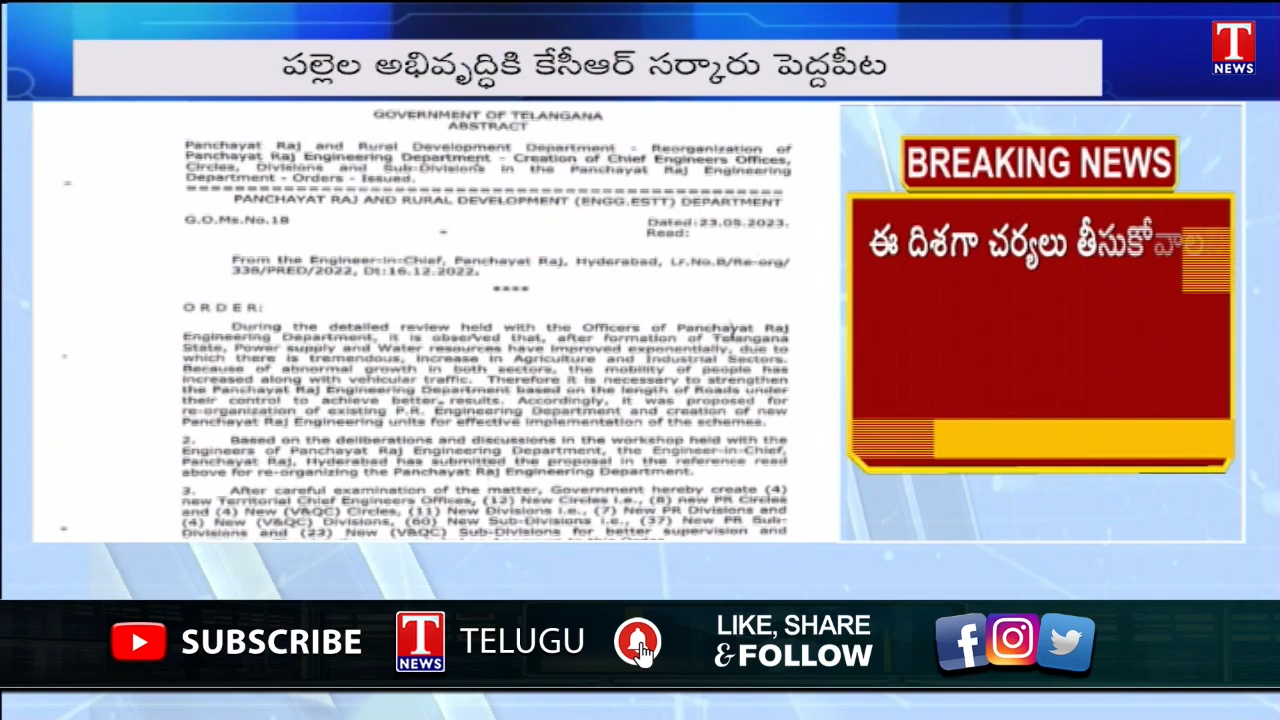 పల్లెల అభివృద్ధికి కేసీఆర్ సర్కారు పెద్దపీట
T
NEWS
GOVERNMENT OF TELANGANA
ABSTRACT
Panchayat Raj and Rural Development Department – Reorganization of
Panchayat Raj Engineering Department – Creation of Chief Engineers Offices,
Circles, Divisions and Sub-Divisions in the Panchayat Raj Engineering
Department – Orders – Issued.
PANCHAYAT RAJ AND RURAL DEVELOPMENT (ENGG.ESTT) DEPARTMENT
G.O.Ms.No.18 Dated:23.05.2023.
Read:
From the Engineer-in-Chief, Panchayat Raj, Hyderabad, Lr.No.B/Re-org/
338/PRED/2022, Dt:16.12.2022.
****
O R D E R:
During the detailed review held with the Officers of Panchayat Raj
Engineering Department, it is observed that, after formation of Telangana
State, Power supply and Water resources have improved exponentially, due to
which there is tremendous, increase in Agriculture and Industrial Sectors.
Because of abnormal growth in both sectors, the mobility of people has
increased along with vehicular traffic. Therefore it is necessary to strengthen
the Panchayat Raj Engineering Department based on the length of Roads under
their control to achieve better results. Accordingly, it was proposed for
re-organization of existing P.R. Engineering Department and creation of new
Panchayat Raj Engineering units for effective implementation of the schemes.
2. Based on the deliberations and discussions in the workshop held with the
Engineers of Panchayat Raj Engineering Department, the Engineer-in-Chief,
Panchayat Raj, Hyderabad has submitted the proposal in the reference read
above for re-organizing the Panchayat Raj Engineering Department.
3. After careful examination of the matter, Government hereby create (4)
new Territorial Chief Engineers Offices, (12) New Circles i.e., (8) new PR Circles
and (4) New (V&QC) Circles, (11) New Divisions i.e., (7) New PR Divisions and
(4) New (V&QC) Divisions, (60) New Sub-Divisions i.e., (37) New PR Sub-
Divisions and (23) New (V&QC) Sub-Divisions for better supervision and
BREAKING NEWS
ఈ దిశగా చర్యలు తీసుకోవాల
SUBSCRIBE
T
NEWS
TELUGU
LIKE, SHARE
& FOLLOW